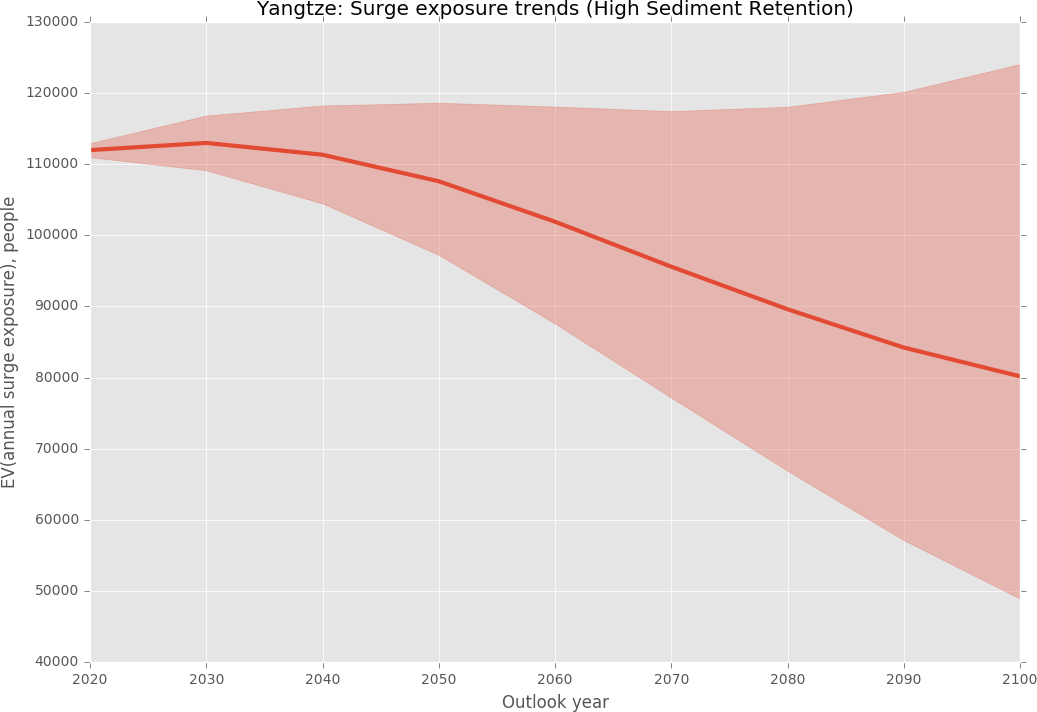 Yangtze: Surge exposure trends (High Sediment Retention)
EV(annual surge exposure), people
130000
120000
110000
100000
90000
80000
70000
60000
50000
40000
2020 2030 2040 2050 2060 2070 2080 2090 2100
Outlook year